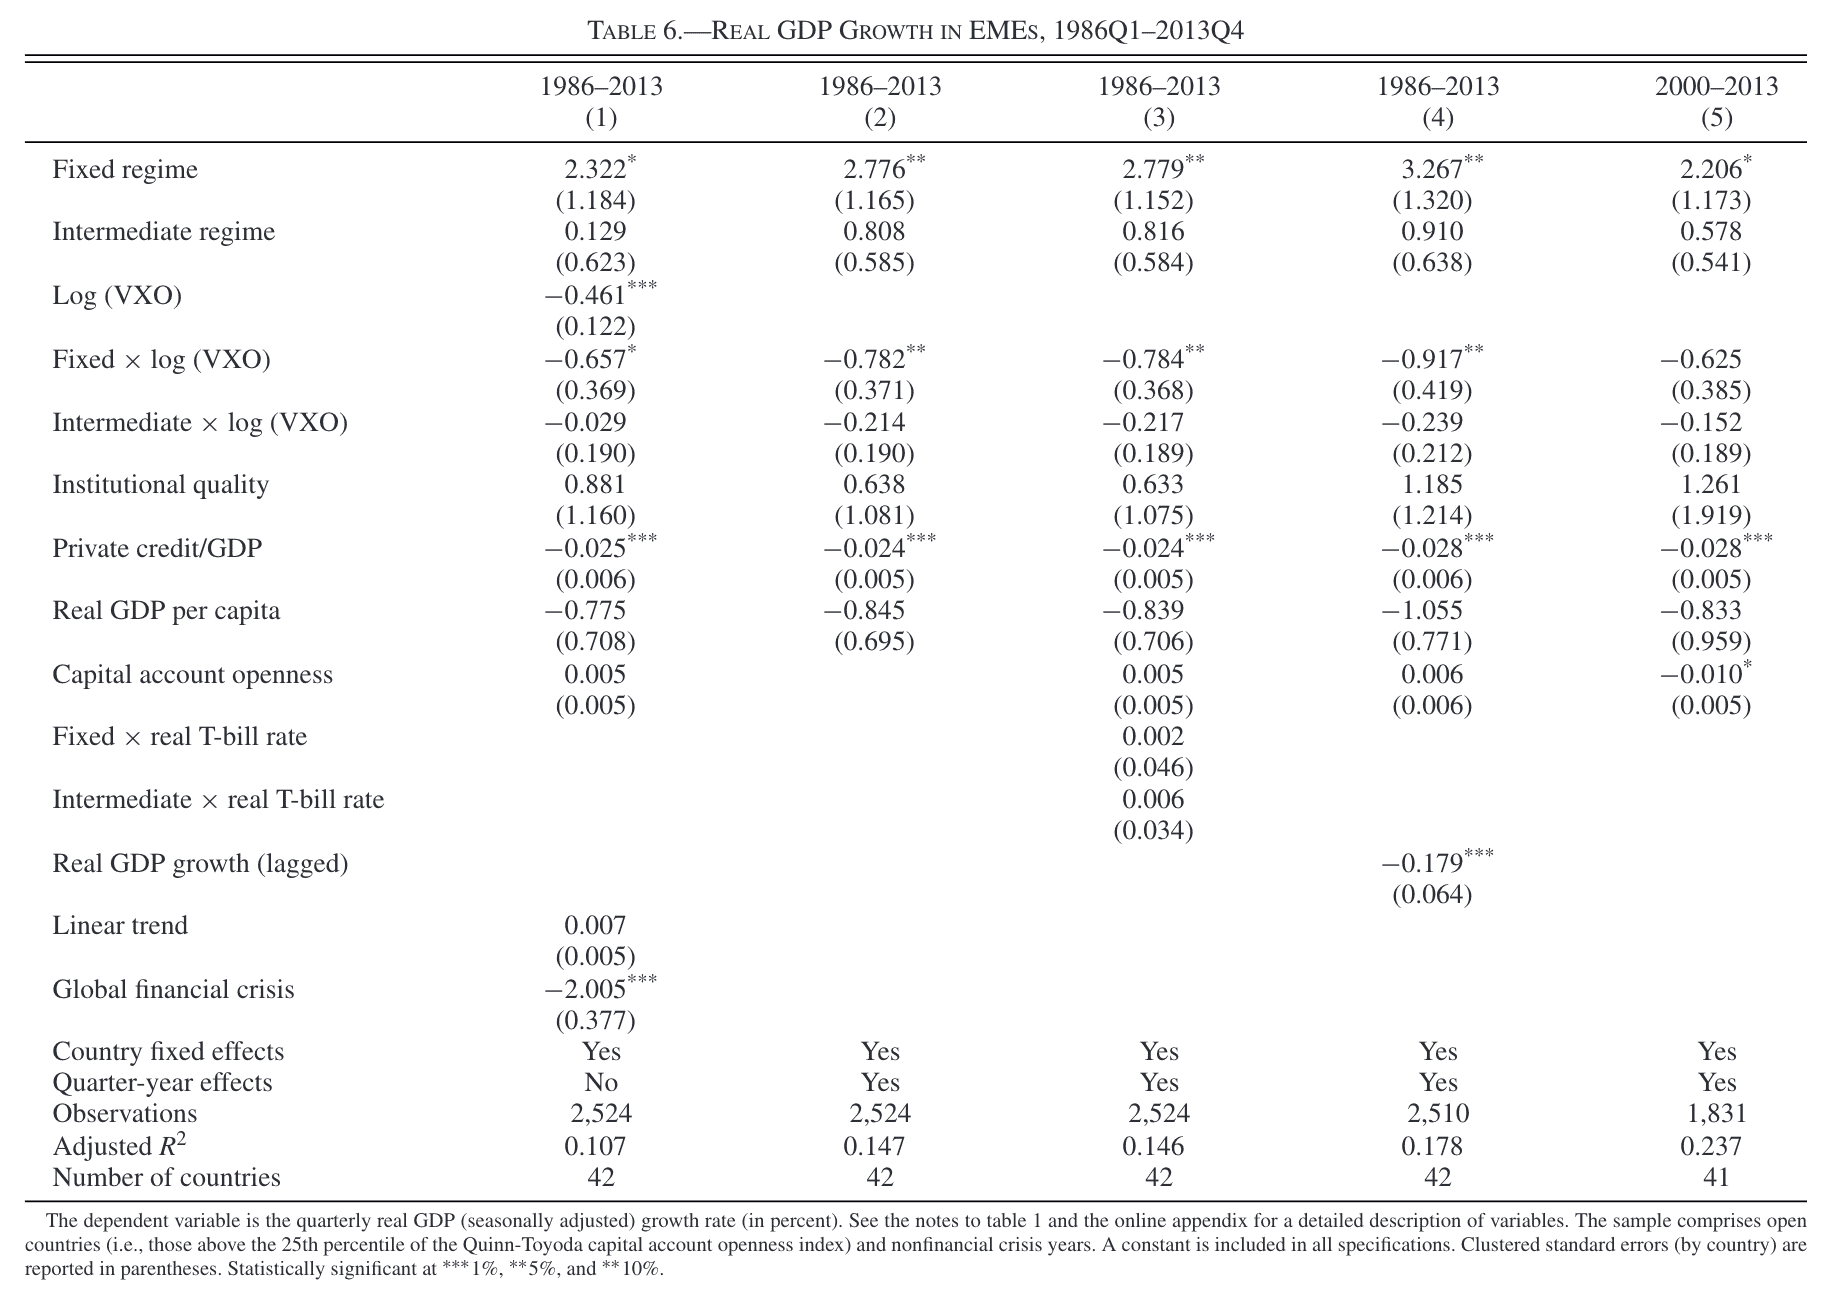 TABLE 6.—REAL GDP GROWTH IN EMES, 1986Q1–2013Q4
1986–2013 1986–2013 1986–2013 1986–2013 2000–2013
(1) (2) (3) (4) (5)
Fixed regime 2.322* 2.776** 2.779** 3.267** 2.206*
(1.184) (1.165) (1.152) (1.320) (1.173)
Intermediate regime 0.129 0.808 0.816 0.910 0.578
(0.623) (0.585) (0.584) (0.638) (0.541)
Log (VXO) −0.461***
(0.122)
Fixed × log (VXO) −0.657* −0.782** −0.784** −0.917** −0.625
(0.369) (0.371) (0.368) (0.419) (0.385)
Intermediate × log (VXO) −0.029 −0.214 −0.217 −0.239 −0.152
(0.190) (0.190) (0.189) (0.212) (0.189)
Institutional quality 0.881 0.638 0.633 1.185 1.261
(1.160) (1.081) (1.075) (1.214) (1.919)
Private credit/GDP −0.025*** −0.024*** −0.024*** −0.028*** −0.028***
(0.006) (0.005) (0.005) (0.006) (0.005)
Real GDP per capita −0.775 −0.845 −0.839 −1.055 −0.833
(0.708) (0.695) (0.706) (0.771) (0.959)
Capital account openness 0.005 0.005 0.006 −0.010*
(0.005) (0.005) (0.006) (0.005)
Fixed × real T-bill rate 0.002
(0.046)
Intermediate × real T-bill rate 0.006
(0.034)
Real GDP growth (lagged) −0.179***
(0.064)
Linear trend 0.007
(0.005)
Global financial crisis −2.005***
(0.377)
Country fixed effects Yes Yes Yes Yes Yes
Quarter-year effects No Yes Yes Yes Yes
Observations 2,524 2,524 2,524 2,510 1,831
Adjusted R² 0.107 0.147 0.146 0.178 0.237
Number of countries 42 42 42 42 41
The dependent variable is the quarterly real GDP (seasonally adjusted) growth rate (in percent). See the notes to table 1 and the online appendix for a detailed description of variables. The sample comprises open
countries (i.e., those above the 25th percentile of the Quinn-Toyoda capital account openness index) and nonfinancial crisis years. A constant is included in all specifications. Clustered standard errors (by country) are
reported in parentheses. Statistically significant at ***1%, **5%, and **10%.